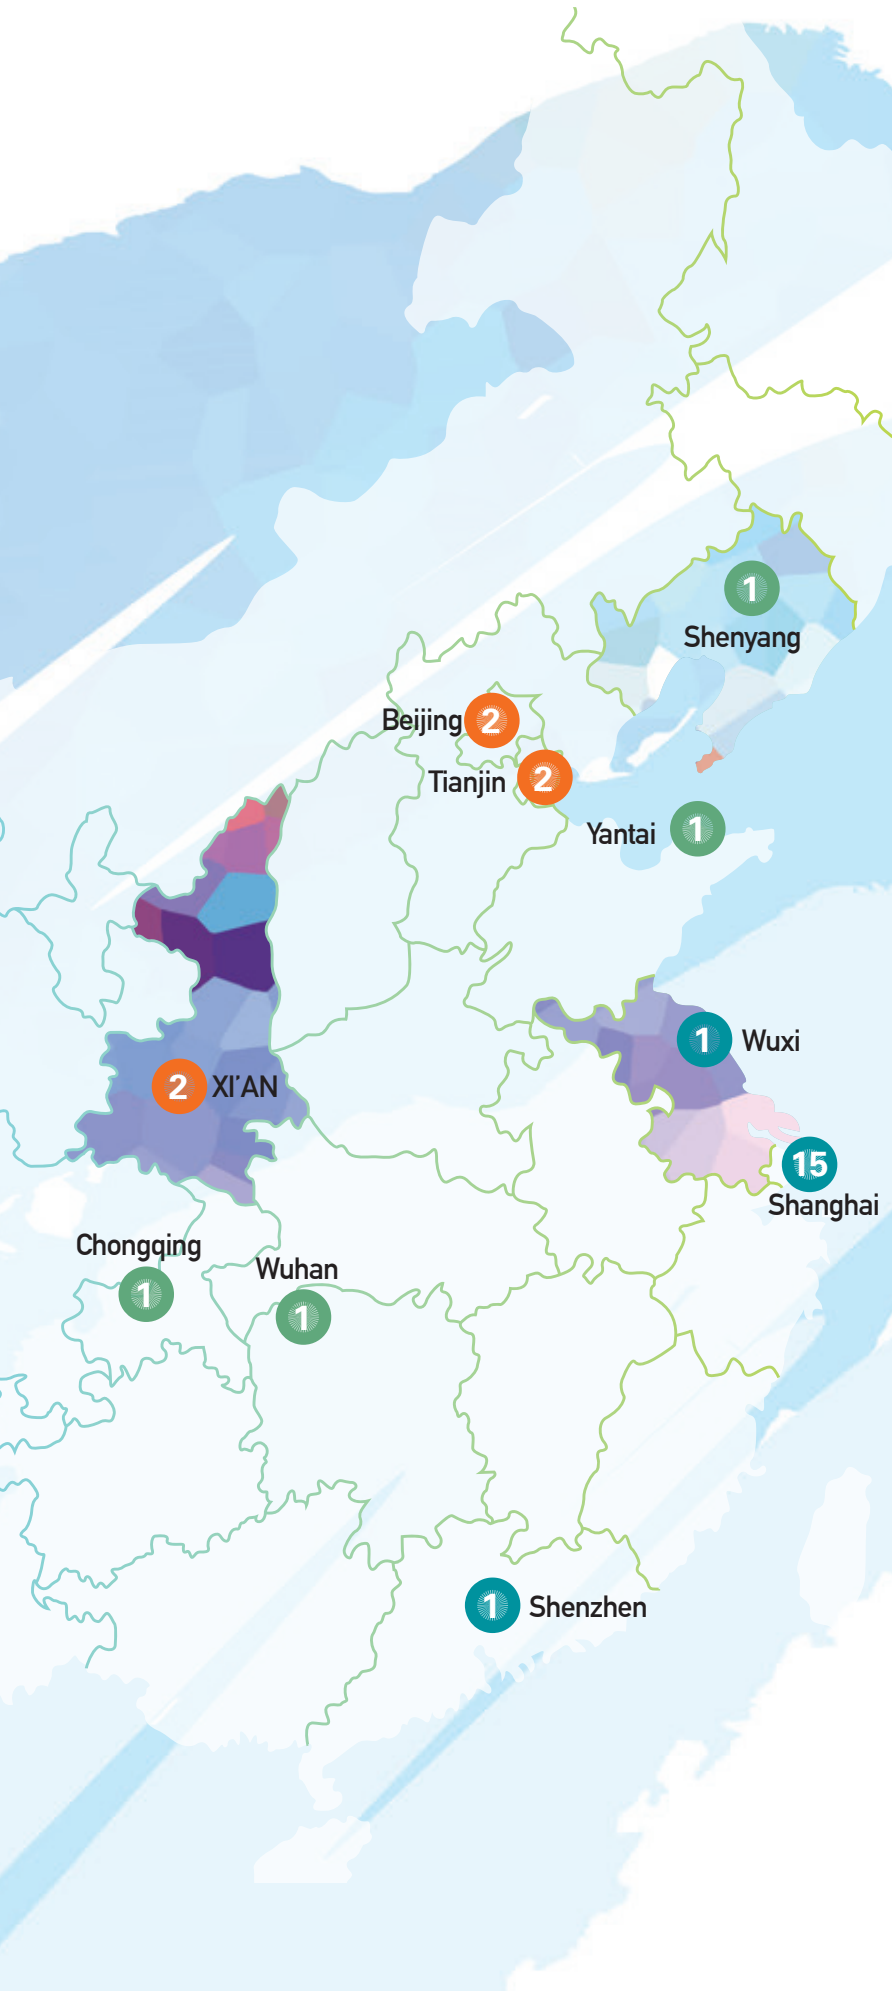 1
Shenyang
Beijing 2
Tianjin 2
Yantai 1
1 Wuxi
2 XI'AN
15
Shanghai
Chongqing
1
Wuhan
1
1 Shenzhen